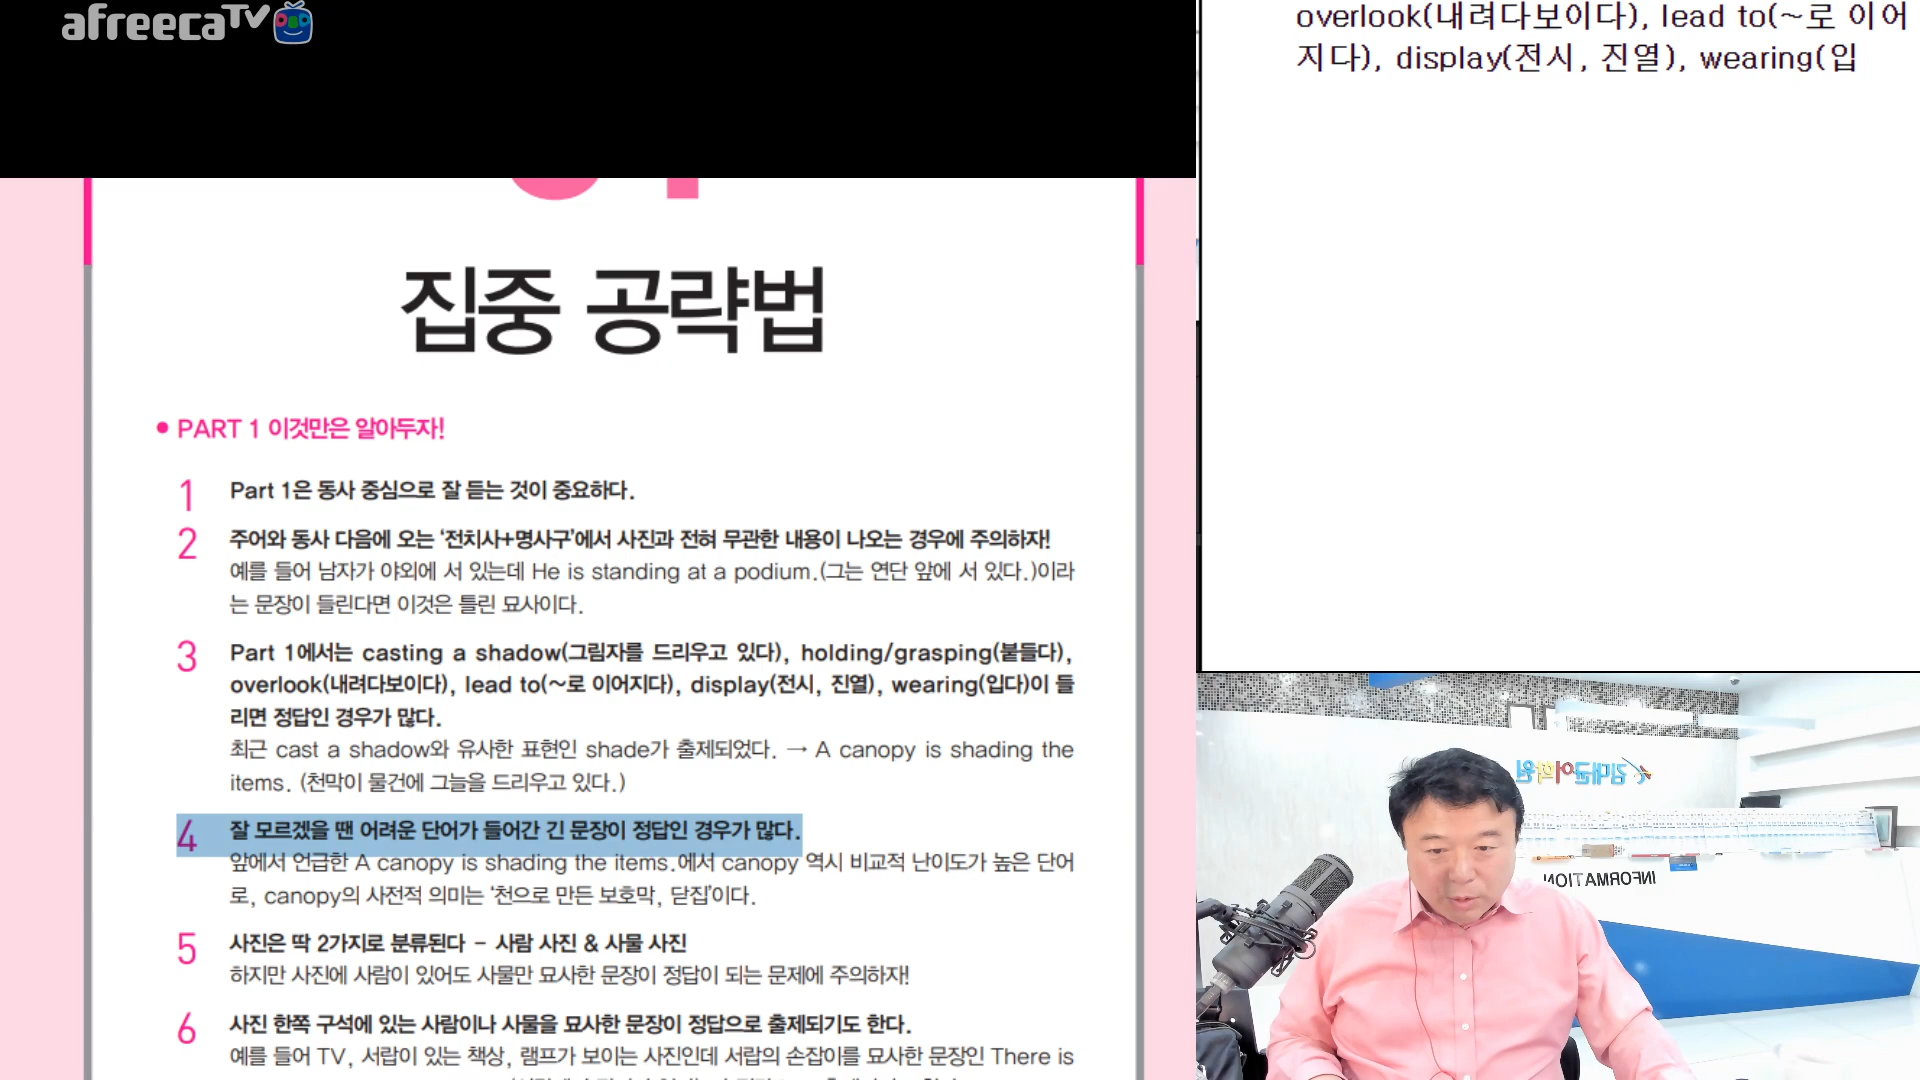 afreecaTV
overlook(내려다보이다), lead to(~로 이어
지다), display(전시, 진열), wearing(입
집중 공략법
• PART 1 이것만은 알아두자!
1 Part 1은 동사 중심으로 잘 듣는 것이 중요하다.
2 주어와 동사 다음에 오는 ‘전치사+명사구’에서 사진과 전혀 무관한 내용이 나오는 경우에 주의하자!
예를 들어 남자가 야외에 서 있는데 He is standing at a podium.(그는 연단 앞에 서 있다.)이라
는 문장이 들린다면 이것은 틀린 묘사이다.
3 Part 1에서는 casting a shadow(그림자를 드리우고 있다), holding/grasping(붙들다),
overlook(내려다보이다), lead to(~로 이어지다), display(전시, 진열), wearing(입다)이 들
리면 정답인 경우가 많다.
최근 cast a shadow와 유사한 표현인 shade가 출제되었다. → A canopy is shading the
items. (천막이 물건에 그늘을 드리우고 있다.)
4 잘 모르겠을 땐 어려운 단어가 들어간 긴 문장이 정답인 경우가 많다.
앞에서 언급한 A canopy is shading the items.에서 canopy 역시 비교적 난이도가 높은 단어
로, canopy의 사전적 의미는 ‘천으로 만든 보호막, 닫집’이다.
5 사진은 딱 2가지로 분류된다 – 사람 사진 & 사물 사진
하지만 사진에 사람이 있어도 사물만 묘사한 문장이 정답이 되는 문제에 주의하자!
6 사진 한쪽 구석에 있는 사람이나 사물을 묘사한 문장이 정답으로 출제되기도 한다.
예를 들어 TV, 서랍이 있는 책상, 램프가 보이는 사진인데 서랍의 손잡이를 묘사한 문장인 There is
김대균어학원
INFORMATION